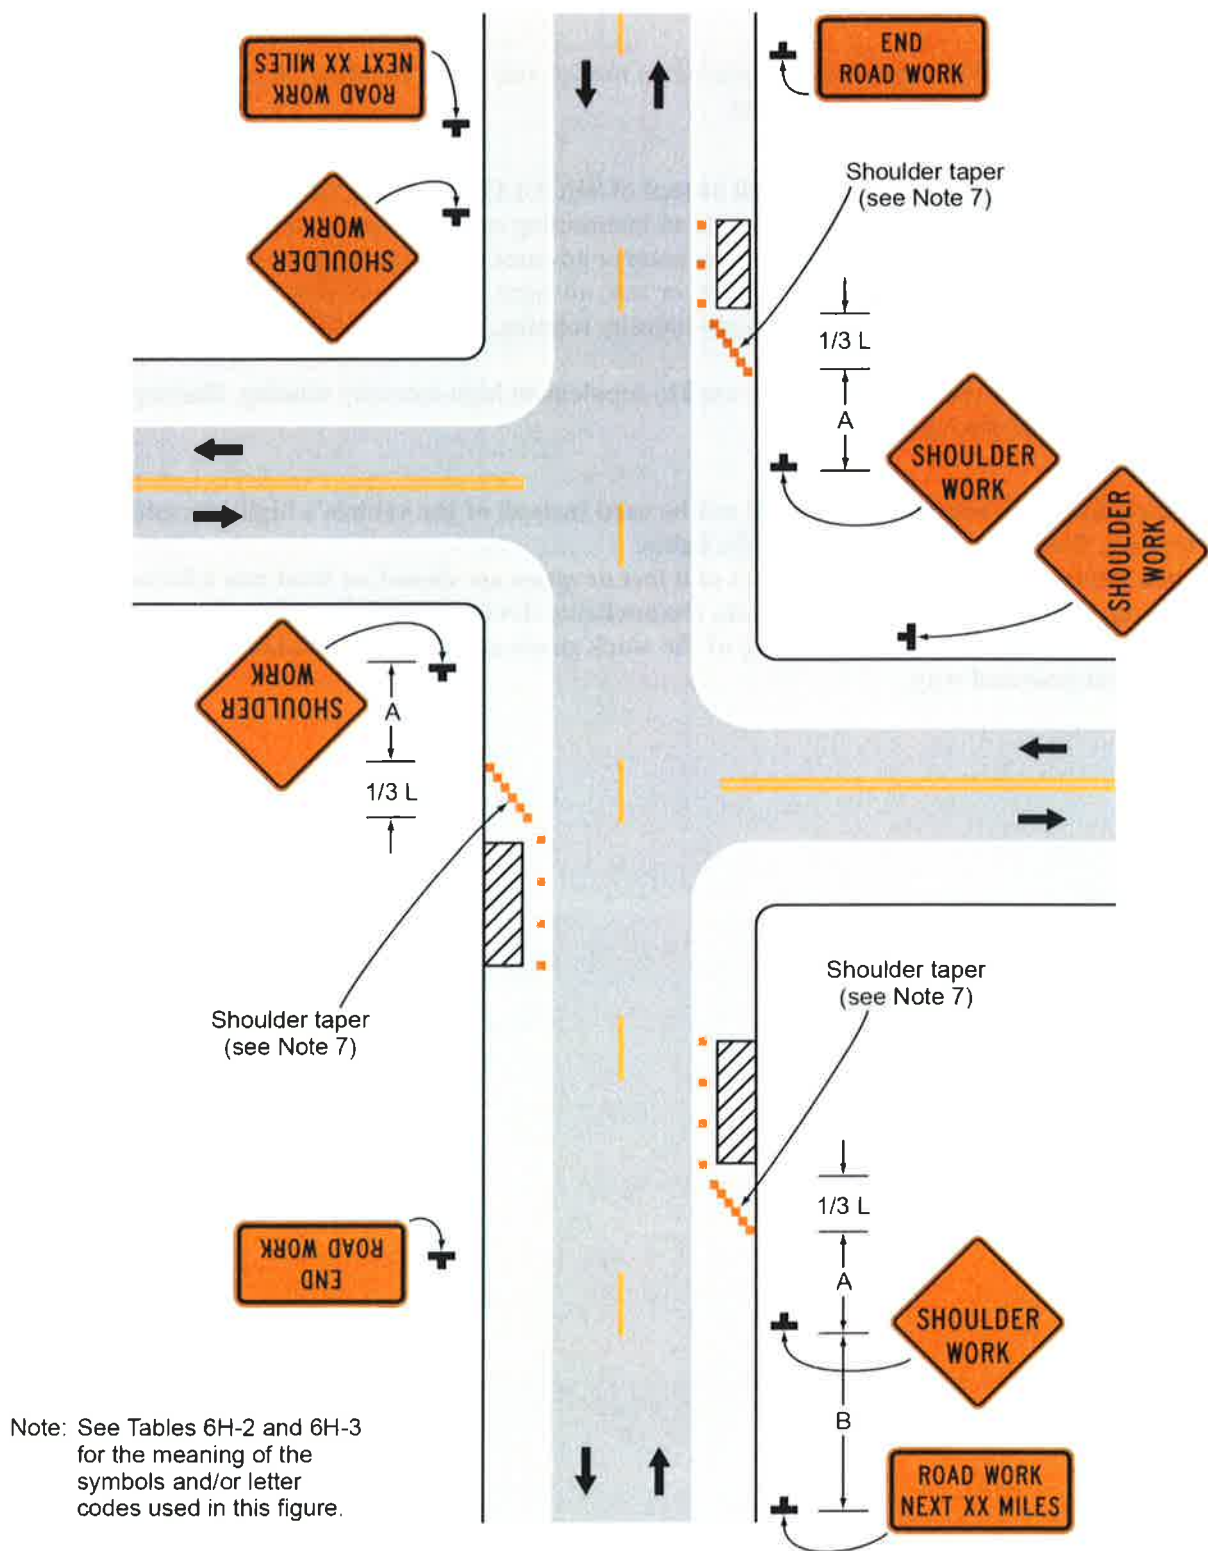 ROAD WORK
NEXT XX MILES
END
ROAD WORK
SHOULDER
WORK
Shoulder taper
(see Note 7)
1/3 L
A
SHOULDER
WORK
SHOULDER
WORK
SHOULDER
WORK
A
1/3 L
Shoulder taper
(see Note 7)
Shoulder taper
(see Note 7)
1/3 L
A
END
ROAD WORK
SHOULDER
WORK
B
ROAD WORK
NEXT XX MILES
Note: See Tables 6H-2 and 6H-3
for the meaning of the
symbols and/or letter
codes used in this figure.